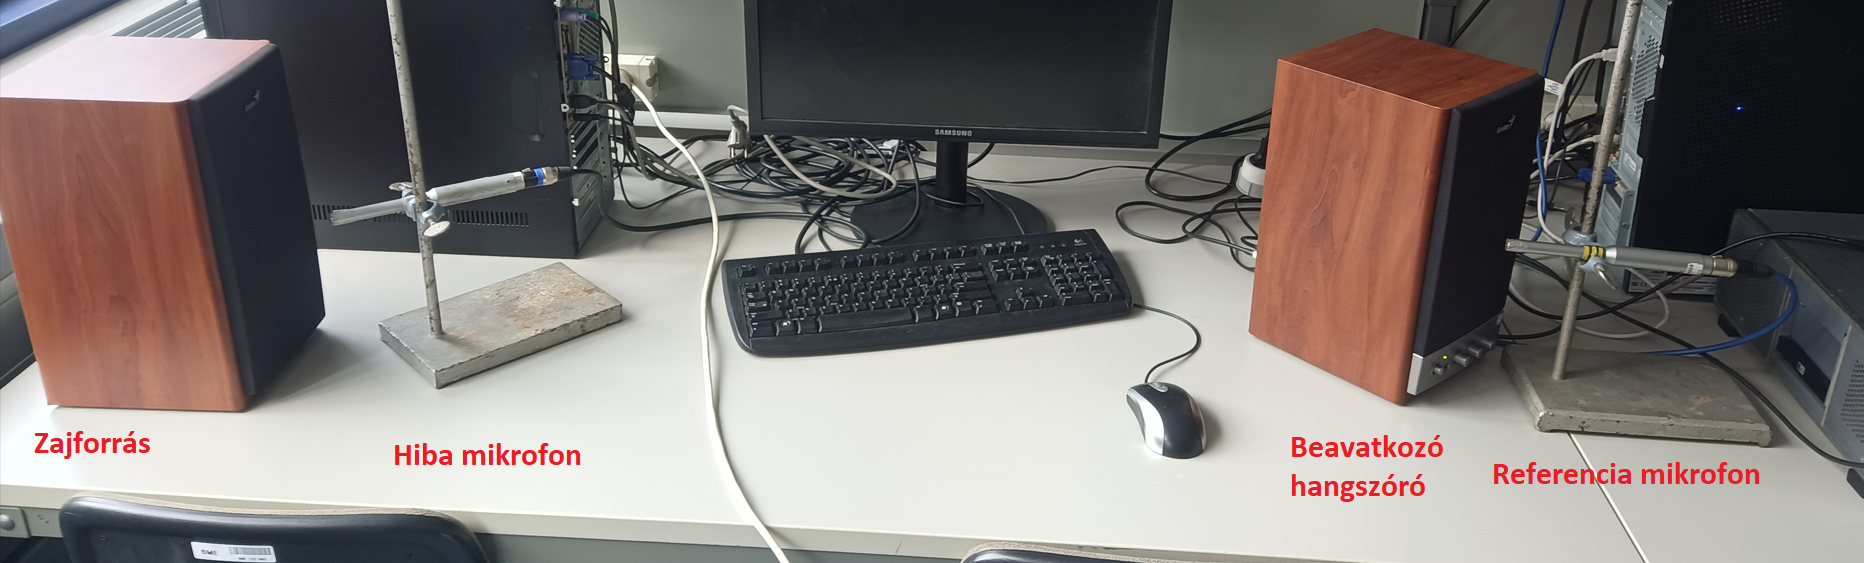 SAMSUNG
Zajforrás
Hiba mikrofon
Beavatkozó
hangszóró
Referencia mikrofon